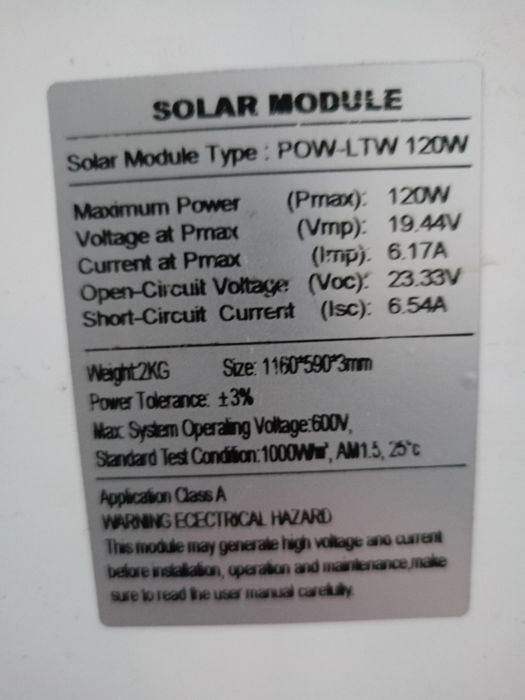 SOLAR MODULE
Solar Module Type : POW-LTW 120W
Maximum Power (Pmax): 120W
Voltage at Pmax (Vmp): 19.44V
Current at Pmax (Imp): 6.17A
Open-Circuit Voltage (Voc): 23.33V
Short-Circuit Current (Isc): 6.54A
Weight:2KG Size: 1160*590*3mm
Power Tolerance: ±3%
Max: System Operating Voltage:600V,
Standard Test Condition:1000W/m², AM1.5, 25°c
Application Class A
WARNING ECECTRICAL HAZARD
This module may generate high voltage and current
before installation, operation and maintenance,make
sure to read the user manual carefully.